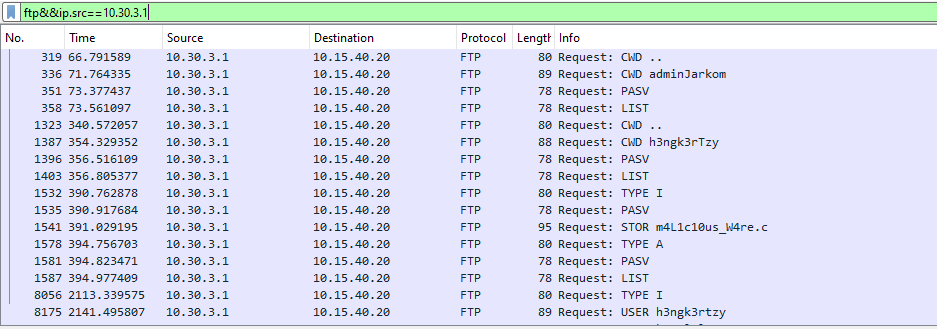 ftp&&ip.src==10.30.3.1
No. Time Source Destination Protocol Length Info
319 66.791589 10.30.3.1 10.15.40.20 FTP 80 Request: CWD ..
336 71.764335 10.30.3.1 10.15.40.20 FTP 89 Request: CWD adminJarkom
351 73.377437 10.30.3.1 10.15.40.20 FTP 78 Request: PASV
358 73.561097 10.30.3.1 10.15.40.20 FTP 78 Request: LIST
1323 340.572057 10.30.3.1 10.15.40.20 FTP 80 Request: CWD ..
1387 354.329352 10.30.3.1 10.15.40.20 FTP 88 Request: CWD h3ngk3rTzy
1396 356.516109 10.30.3.1 10.15.40.20 FTP 78 Request: PASV
1403 356.805377 10.30.3.1 10.15.40.20 FTP 78 Request: LIST
1532 390.762878 10.30.3.1 10.15.40.20 FTP 80 Request: TYPE I
1535 390.917684 10.30.3.1 10.15.40.20 FTP 78 Request: PASV
1541 391.029195 10.30.3.1 10.15.40.20 FTP 95 Request: STOR m4L1c10us_W4re.c
1578 394.756703 10.30.3.1 10.15.40.20 FTP 80 Request: TYPE A
1581 394.823471 10.30.3.1 10.15.40.20 FTP 78 Request: PASV
1587 394.977409 10.30.3.1 10.15.40.20 FTP 78 Request: LIST
8056 2113.339575 10.30.3.1 10.15.40.20 FTP 80 Request: TYPE I
8175 2141.495807 10.30.3.1 10.15.40.20 FTP 89 Request: USER h3ngk3rtzy